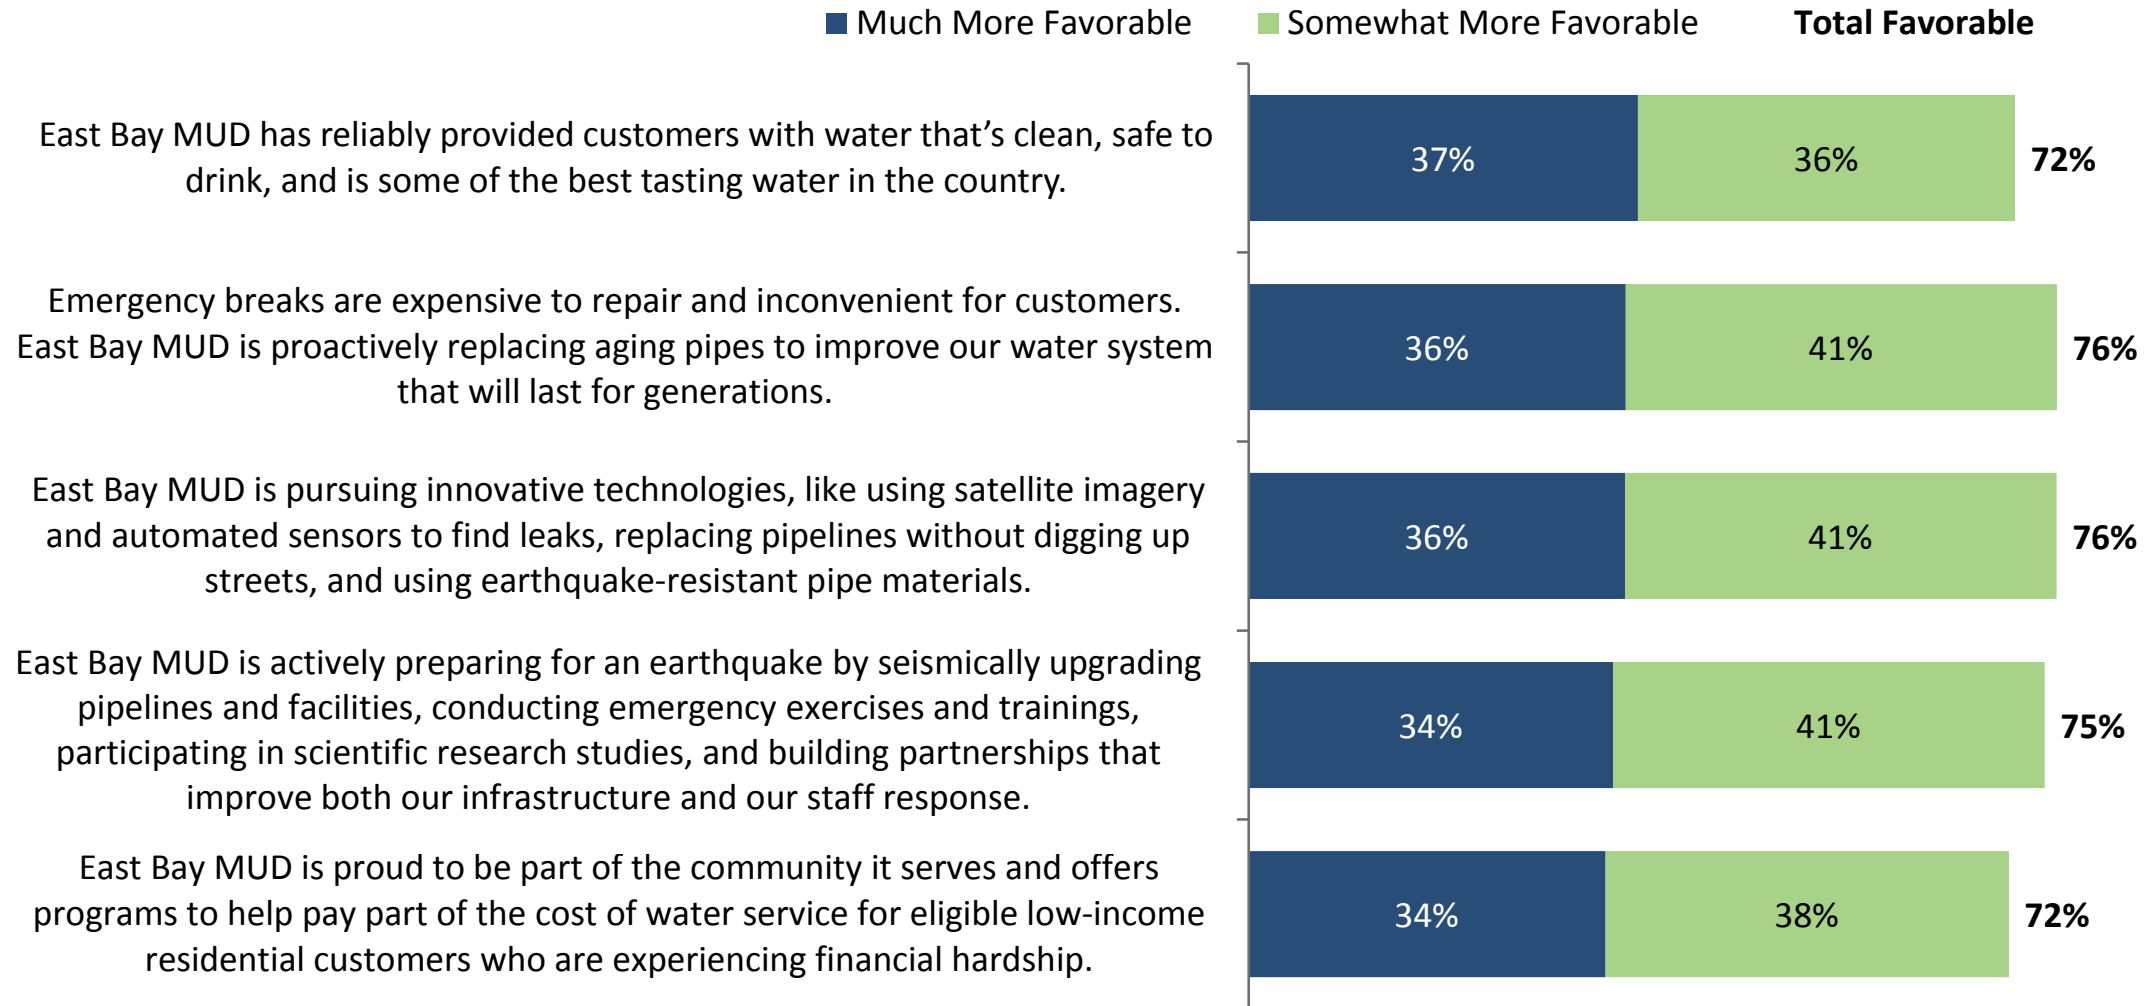 Much More Favorable Somewhat More Favorable Total Favorable
East Bay MUD has reliably provided customers with water that’s clean, safe to
drink, and is some of the best tasting water in the country.
37% 36% 72%
Emergency breaks are expensive to repair and inconvenient for customers.
East Bay MUD is proactively replacing aging pipes to improve our water system
that will last for generations.
36% 41% 76%
East Bay MUD is pursuing innovative technologies, like using satellite imagery
and automated sensors to find leaks, replacing pipelines without digging up
streets, and using earthquake-resistant pipe materials.
36% 41% 76%
East Bay MUD is actively preparing for an earthquake by seismically upgrading
pipelines and facilities, conducting emergency exercises and trainings,
participating in scientific research studies, and building partnerships that
improve both our infrastructure and our staff response.
34% 41% 75%
East Bay MUD is proud to be part of the community it serves and offers
programs to help pay part of the cost of water service for eligible low-income
residential customers who are experiencing financial hardship.
34% 38% 72%